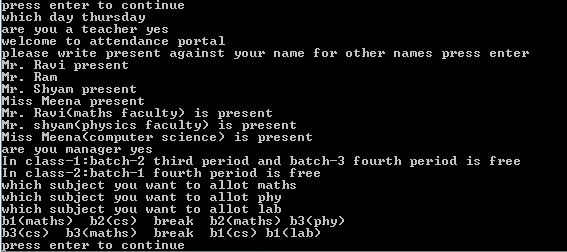 press enter to continue
which day thursday
are you a teacher yes
welcome to attendance portal
please write present against your name for other names press enter
Mr. Ravi present
Mr. Ram
Mr. Shyam present
Miss Meena present
Mr. Ravi(maths faculty) is present
Mr. shyam(physics faculty) is present
Miss Meena(computer science) is present
are you manager yes
In class-1:batch-2 third period and batch-3 fourth period is free
In class-2:batch-1 fourth period is free
which subject you want to allot maths
which subject you want to allot phy
which subject you want to allot lab
b1(maths)  b2(cs)  break  b2(maths) b3(phy)
b3(cs)  b3(maths)  break  b1(cs) b1(lab)
press enter to continue